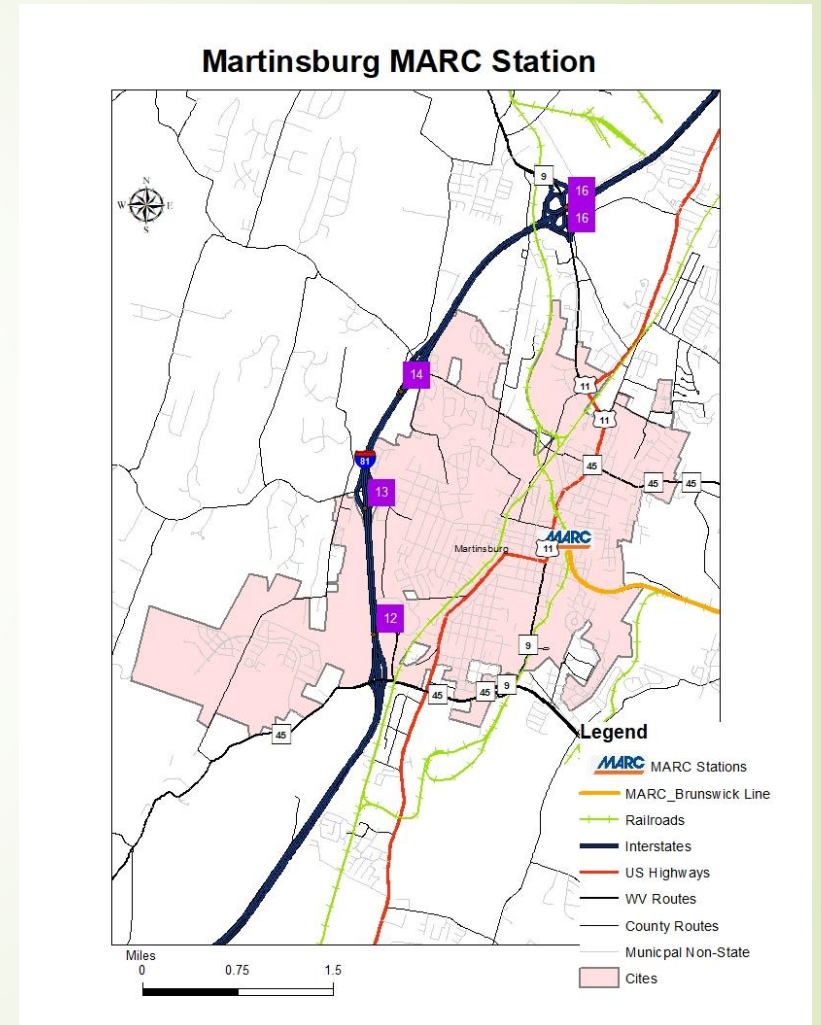 Martinsburg MARC Station
N
W E
S
9
16
16
14
11
11
81
45
45 45
13
MARC
11
Martinsburg
12
9
9
45 45
45
Legend
MARC MARC Stations
MARC_Brunswick Line
Railroads
Interstates
US Highways
WV Routes
County Routes
Municpal Non-State
Cites
Miles
0 0.75 1.5